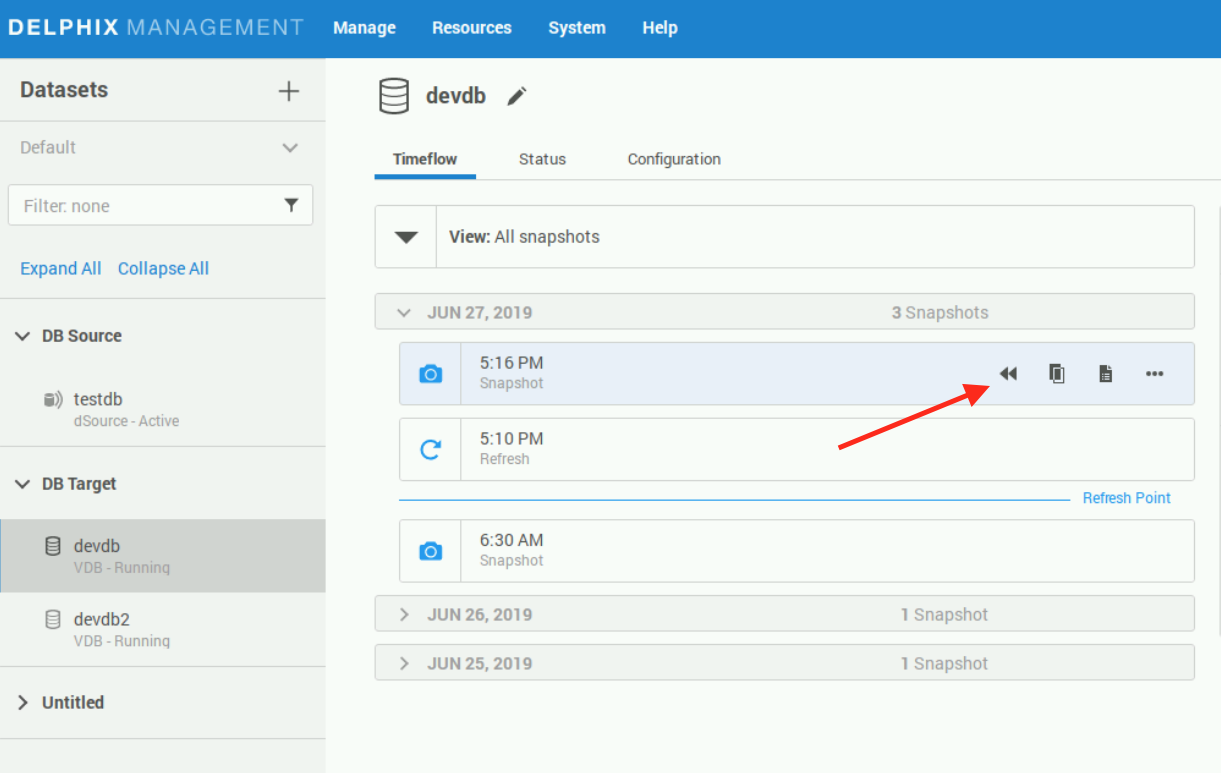 DELPHIX MANAGEMENT Manage Resources System Help
Datasets
Default
Filter: none
Expand All Collapse All
DB Source
testdb
dSource - Active
DB Target
devdb
VDB - Running
devdb2
VDB - Running
Untitled
devdb
Timeflow Status Configuration
View: All snapshots
JUN 27, 2019 3 Snapshots
5:16 PM
Snapshot
5:10 PM
Refresh
Refresh Point
6:30 AM
Snapshot
JUN 26, 2019 1 Snapshot
JUN 25, 2019 1 Snapshot